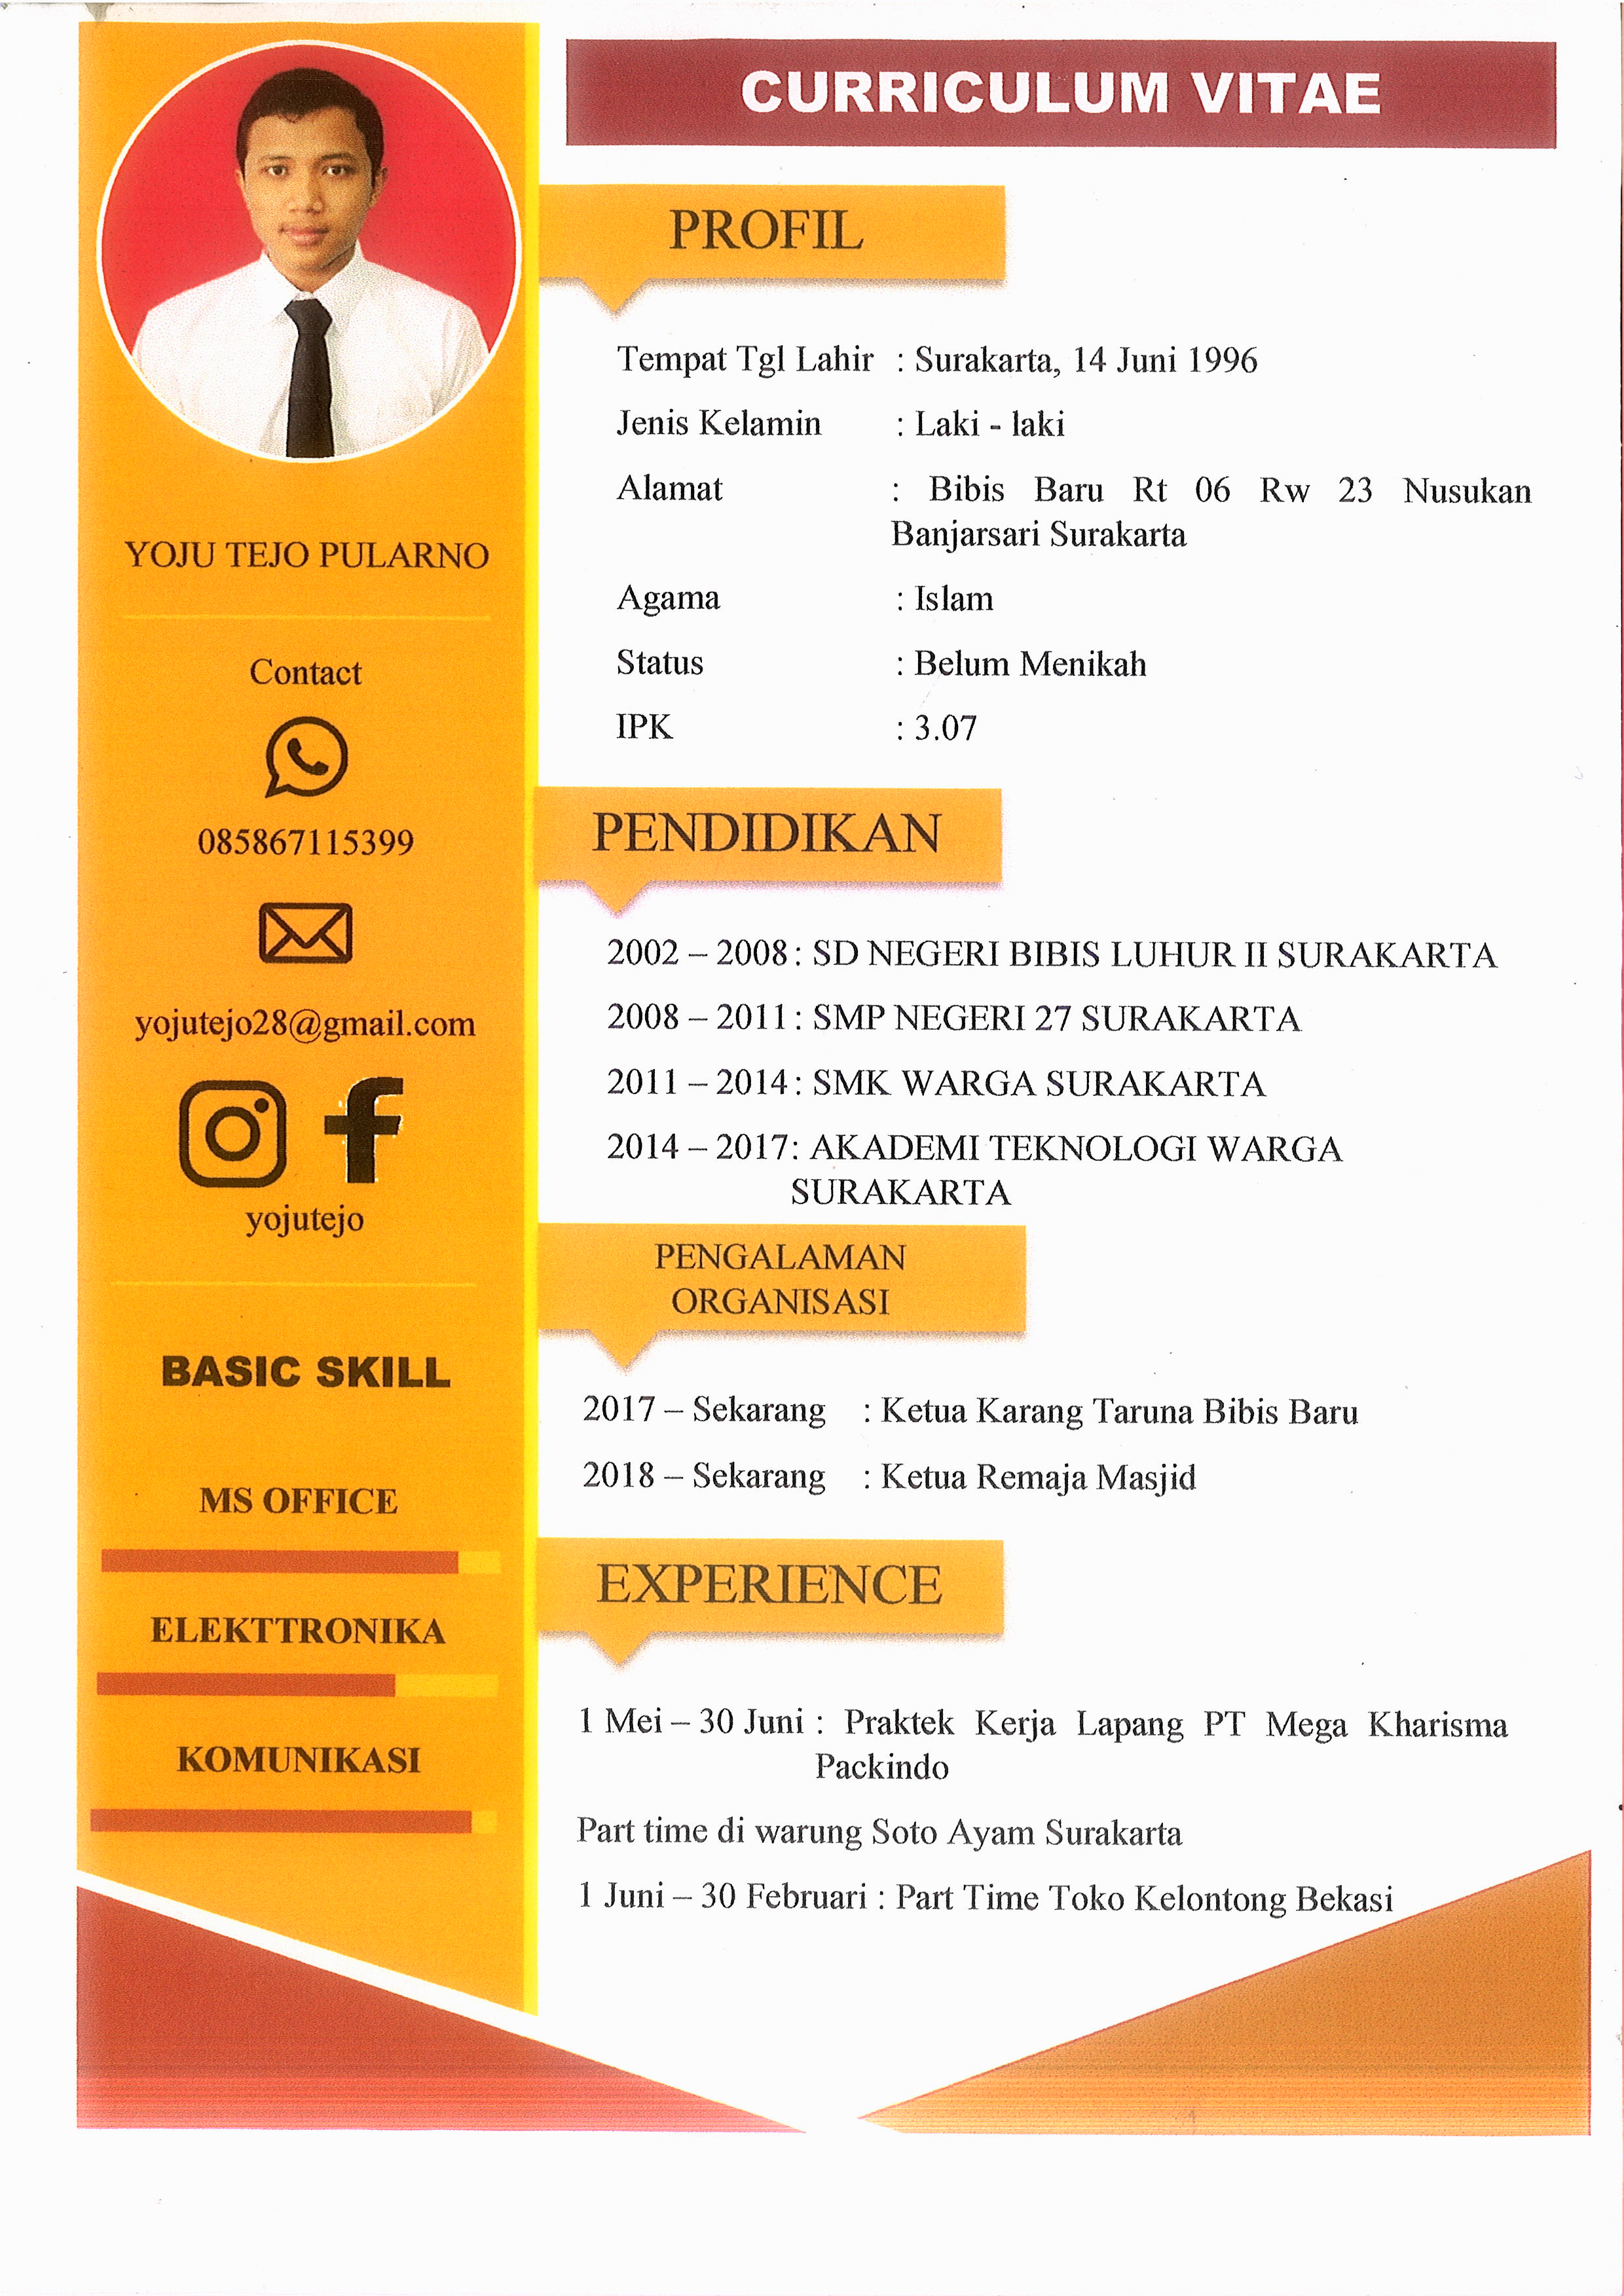 CURRICULUM VITAE
YOJU TEJO PULARNO
Contact
085867115399
yojutejo28@gmail.com
yojutejo
BASIC SKILL
MS OFFICE
ELEKTTRONIKA
KOMUNIKASI
PROFIL
Tempat Tgl Lahir : Surakarta, 14 Juni 1996
Jenis Kelamin : Laki - laki
Alamat : Bibis Baru Rt 06 Rw 23 Nusukan
Banjarsari Surakarta
Agama : Islam
Status : Belum Menikah
IPK : 3.07
PENDIDIKAN
2002 – 2008 : SD NEGERI BIBIS LUHUR II SURAKARTA
2008 – 2011 : SMP NEGERI 27 SURAKARTA
2011 – 2014 : SMK WARGA SURAKARTA
2014 – 2017: AKADEMI TEKNOLOGI WARGA
SURAKARTA
PENGALAMAN
ORGANISASI
2017 – Sekarang : Ketua Karang Taruna Bibis Baru
2018 – Sekarang : Ketua Remaja Masjid
EXPERIENCE
1 Mei – 30 Juni : Praktek Kerja Lapang PT Mega Kharisma
Packindo
Part time di warung Soto Ayam Surakarta
1 Juni – 30 Februari : Part Time Toko Kelontong Bekasi